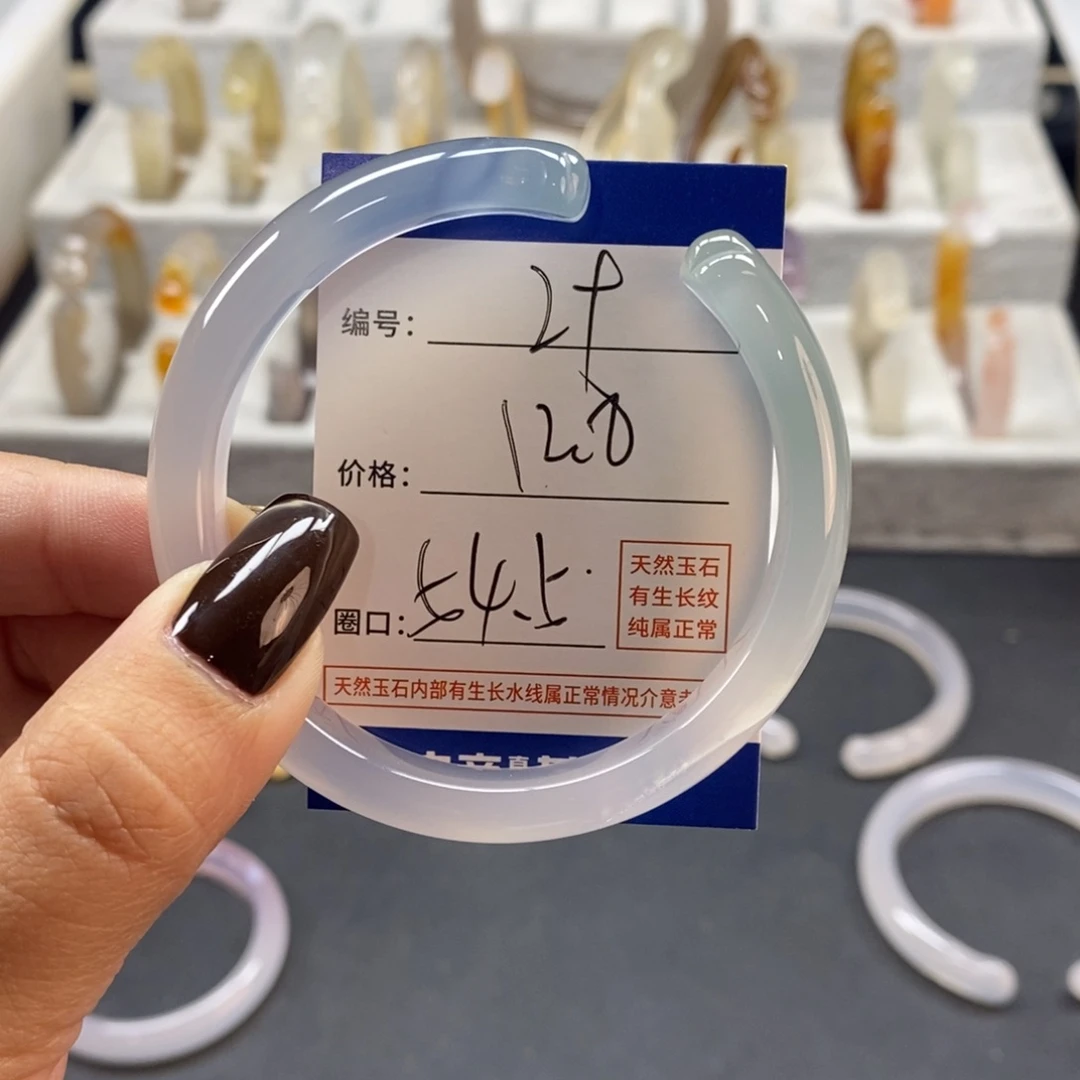 编号：29
价格：120
圈口：54.5
天然玉石
有生长纹
纯属正常
天然玉石内部有生长水线属正常情况介意